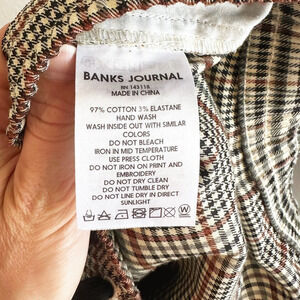 BANKS JOURNAL
RN 143118
MADE IN CHINA
97% COTTON 3% ELASTANE
HAND WASH
WASH INSIDE OUT WITH SIMILAR
COLORS
DO NOT BLEACH
IRON IN MID TEMPERATURE
USE PRESS CLOTH
DO NOT IRON ON PRINT AND
EMBROIDERY
DO NOT DRY CLEAN
DO NOT TUMBLE DRY
DO NOT LINE DRY IN DIRECT
SUNLIGHT